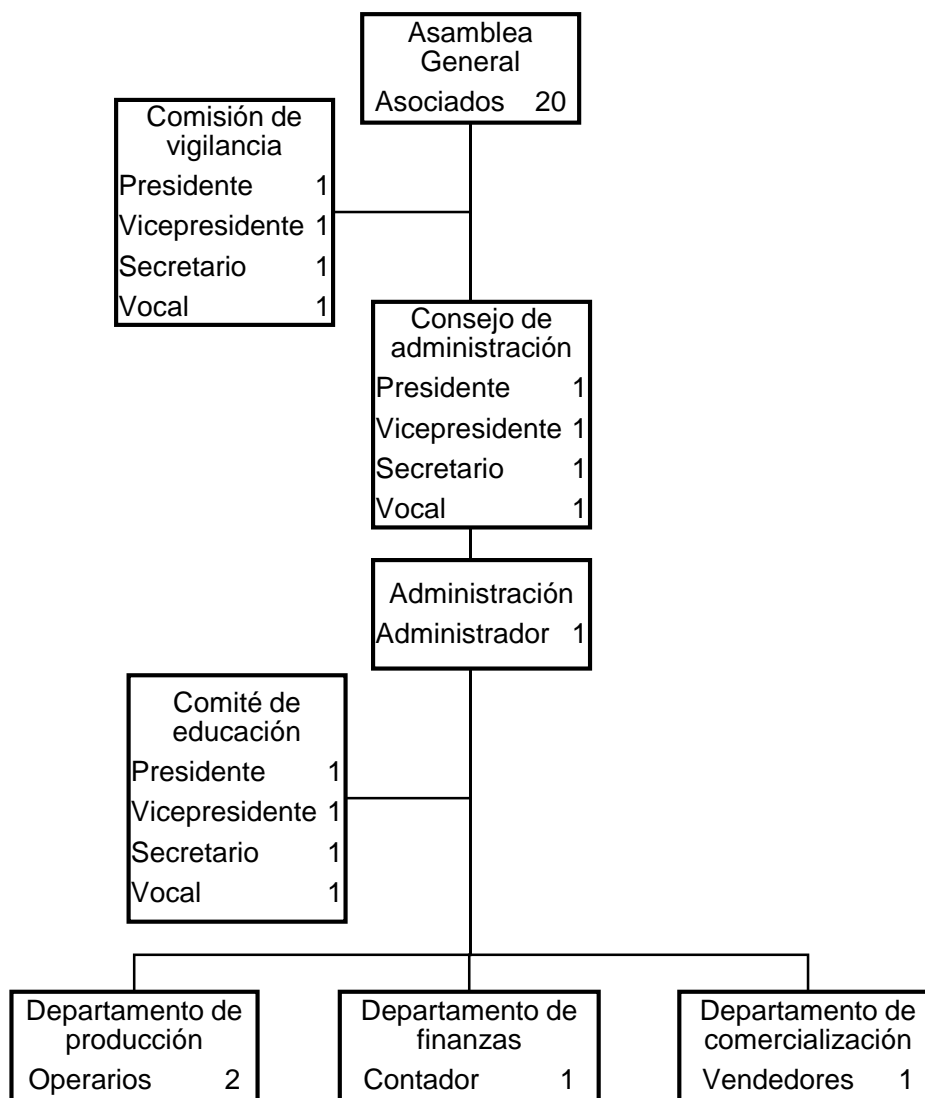 Asamblea
General
Asociados 20
Comisión de
vigilancia
Presidente 1
Vicepresidente 1
Secretario 1
Vocal 1
Consejo de
administración
Presidente 1
Vicepresidente 1
Secretario 1
Vocal 1
Administración
Administrador 1
Comité de
educación
Presidente 1
Vicepresidente 1
Secretario 1
Vocal 1
Departamento de
producción
Operarios 2
Departamento de
finanzas
Contador 1
Departamento de
comercialización
Vendedores 1